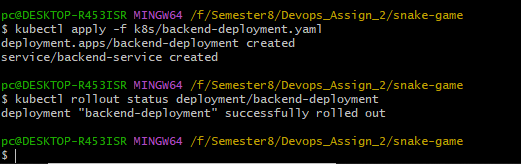 pc@DESKTOP-R453ISR MINGW64 /f/Semester8/Devops_Assign_2/snake-game
$ kubectl apply -f k8s/backend-deployment.yaml
deployment.apps/backend-deployment created
service/backend-service created
pc@DESKTOP-R453ISR MINGW64 /f/Semester8/Devops_Assign_2/snake-game
$ kubectl rollout status deployment/backend-deployment
deployment "backend-deployment" successfully rolled out
pc@DESKTOP-R453ISR MINGW64 /f/Semester8/Devops_Assign_2/snake-game
$